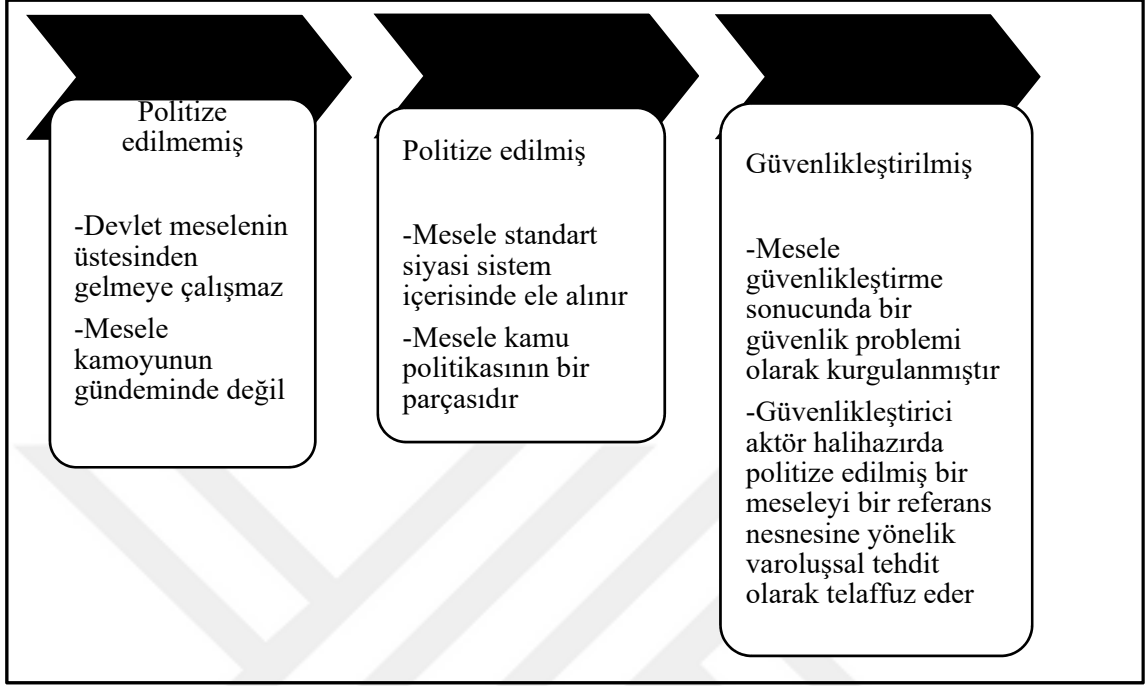 Politize
edilmemiş
-Devlet meselenin
üstesinden
gelmeye çalışmaz
-Mesele
kamoyunun
gündeminde değil
Politize edilmiş
-Mesele standart
siyasi sistem
içerisinde ele alınır
-Mesele kamu
politikasının bir
parçasıdır
Güvenlikleştirilmiş
-Mesele
güvenlikleştirme
sonucunda bir
güvenlik problemi
olarak kurgulanmıştır
-Güvenlikleştirici
aktör halihazırda
politize edilmiş bir
meseleyi bir referans
nesnesine yönelik
varoluşsal tehdit
olarak telaffuz eder